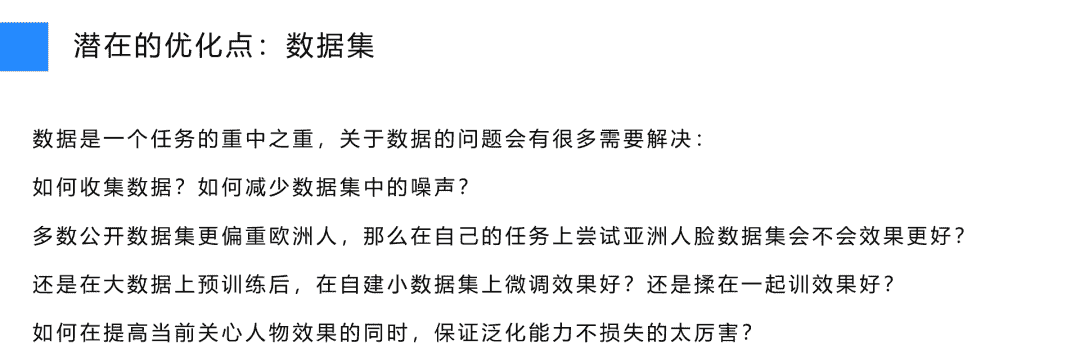 潜在的优化点：数据集
数据是一个任务的重中之重，关于数据的问题会有很多需要解决：
如何收集数据？如何减少数据集中的噪声？
多数公开数据集更偏重欧洲人，那么在自己的任务上尝试亚洲人脸数据集会不会效果更好？
还是在大数据上预训练后，在自建小数据集上微调效果好？还是揉在一起训效果好？
如何在提高当前关心人物效果的同时，保证泛化能力不损失的太厉害？